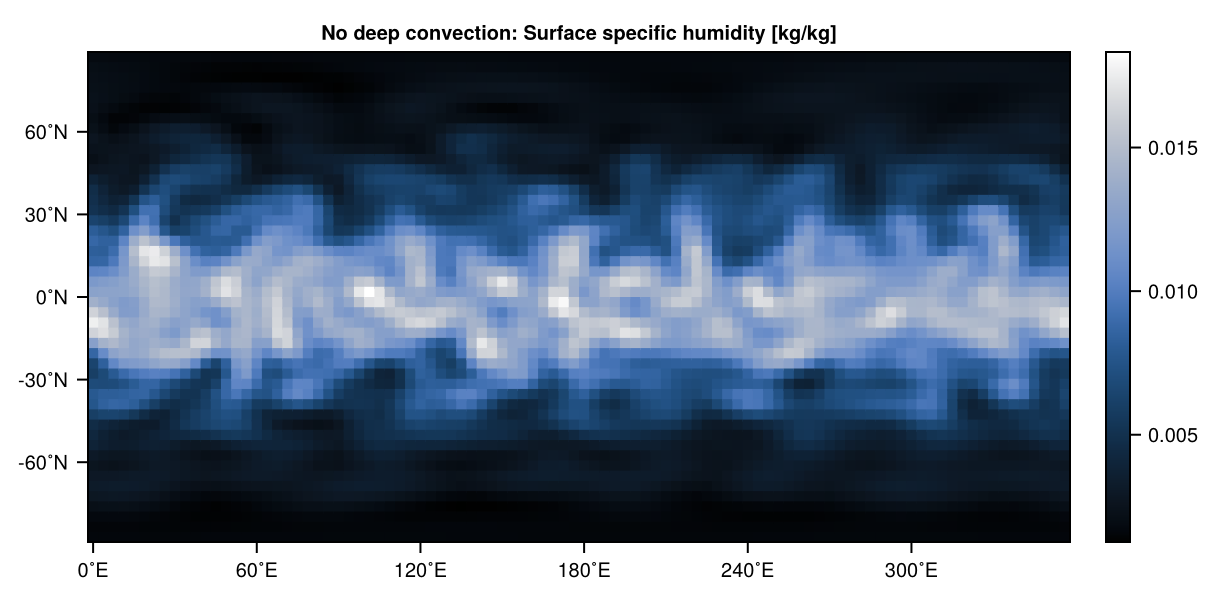 No deep convection: Surface specific humidity [kg/kg]
60˚N
30˚N
0˚N
-30˚N
-60˚N
0˚E
60˚E
120˚E
180˚E
240˚E
300˚E
0.015
0.010
0.005